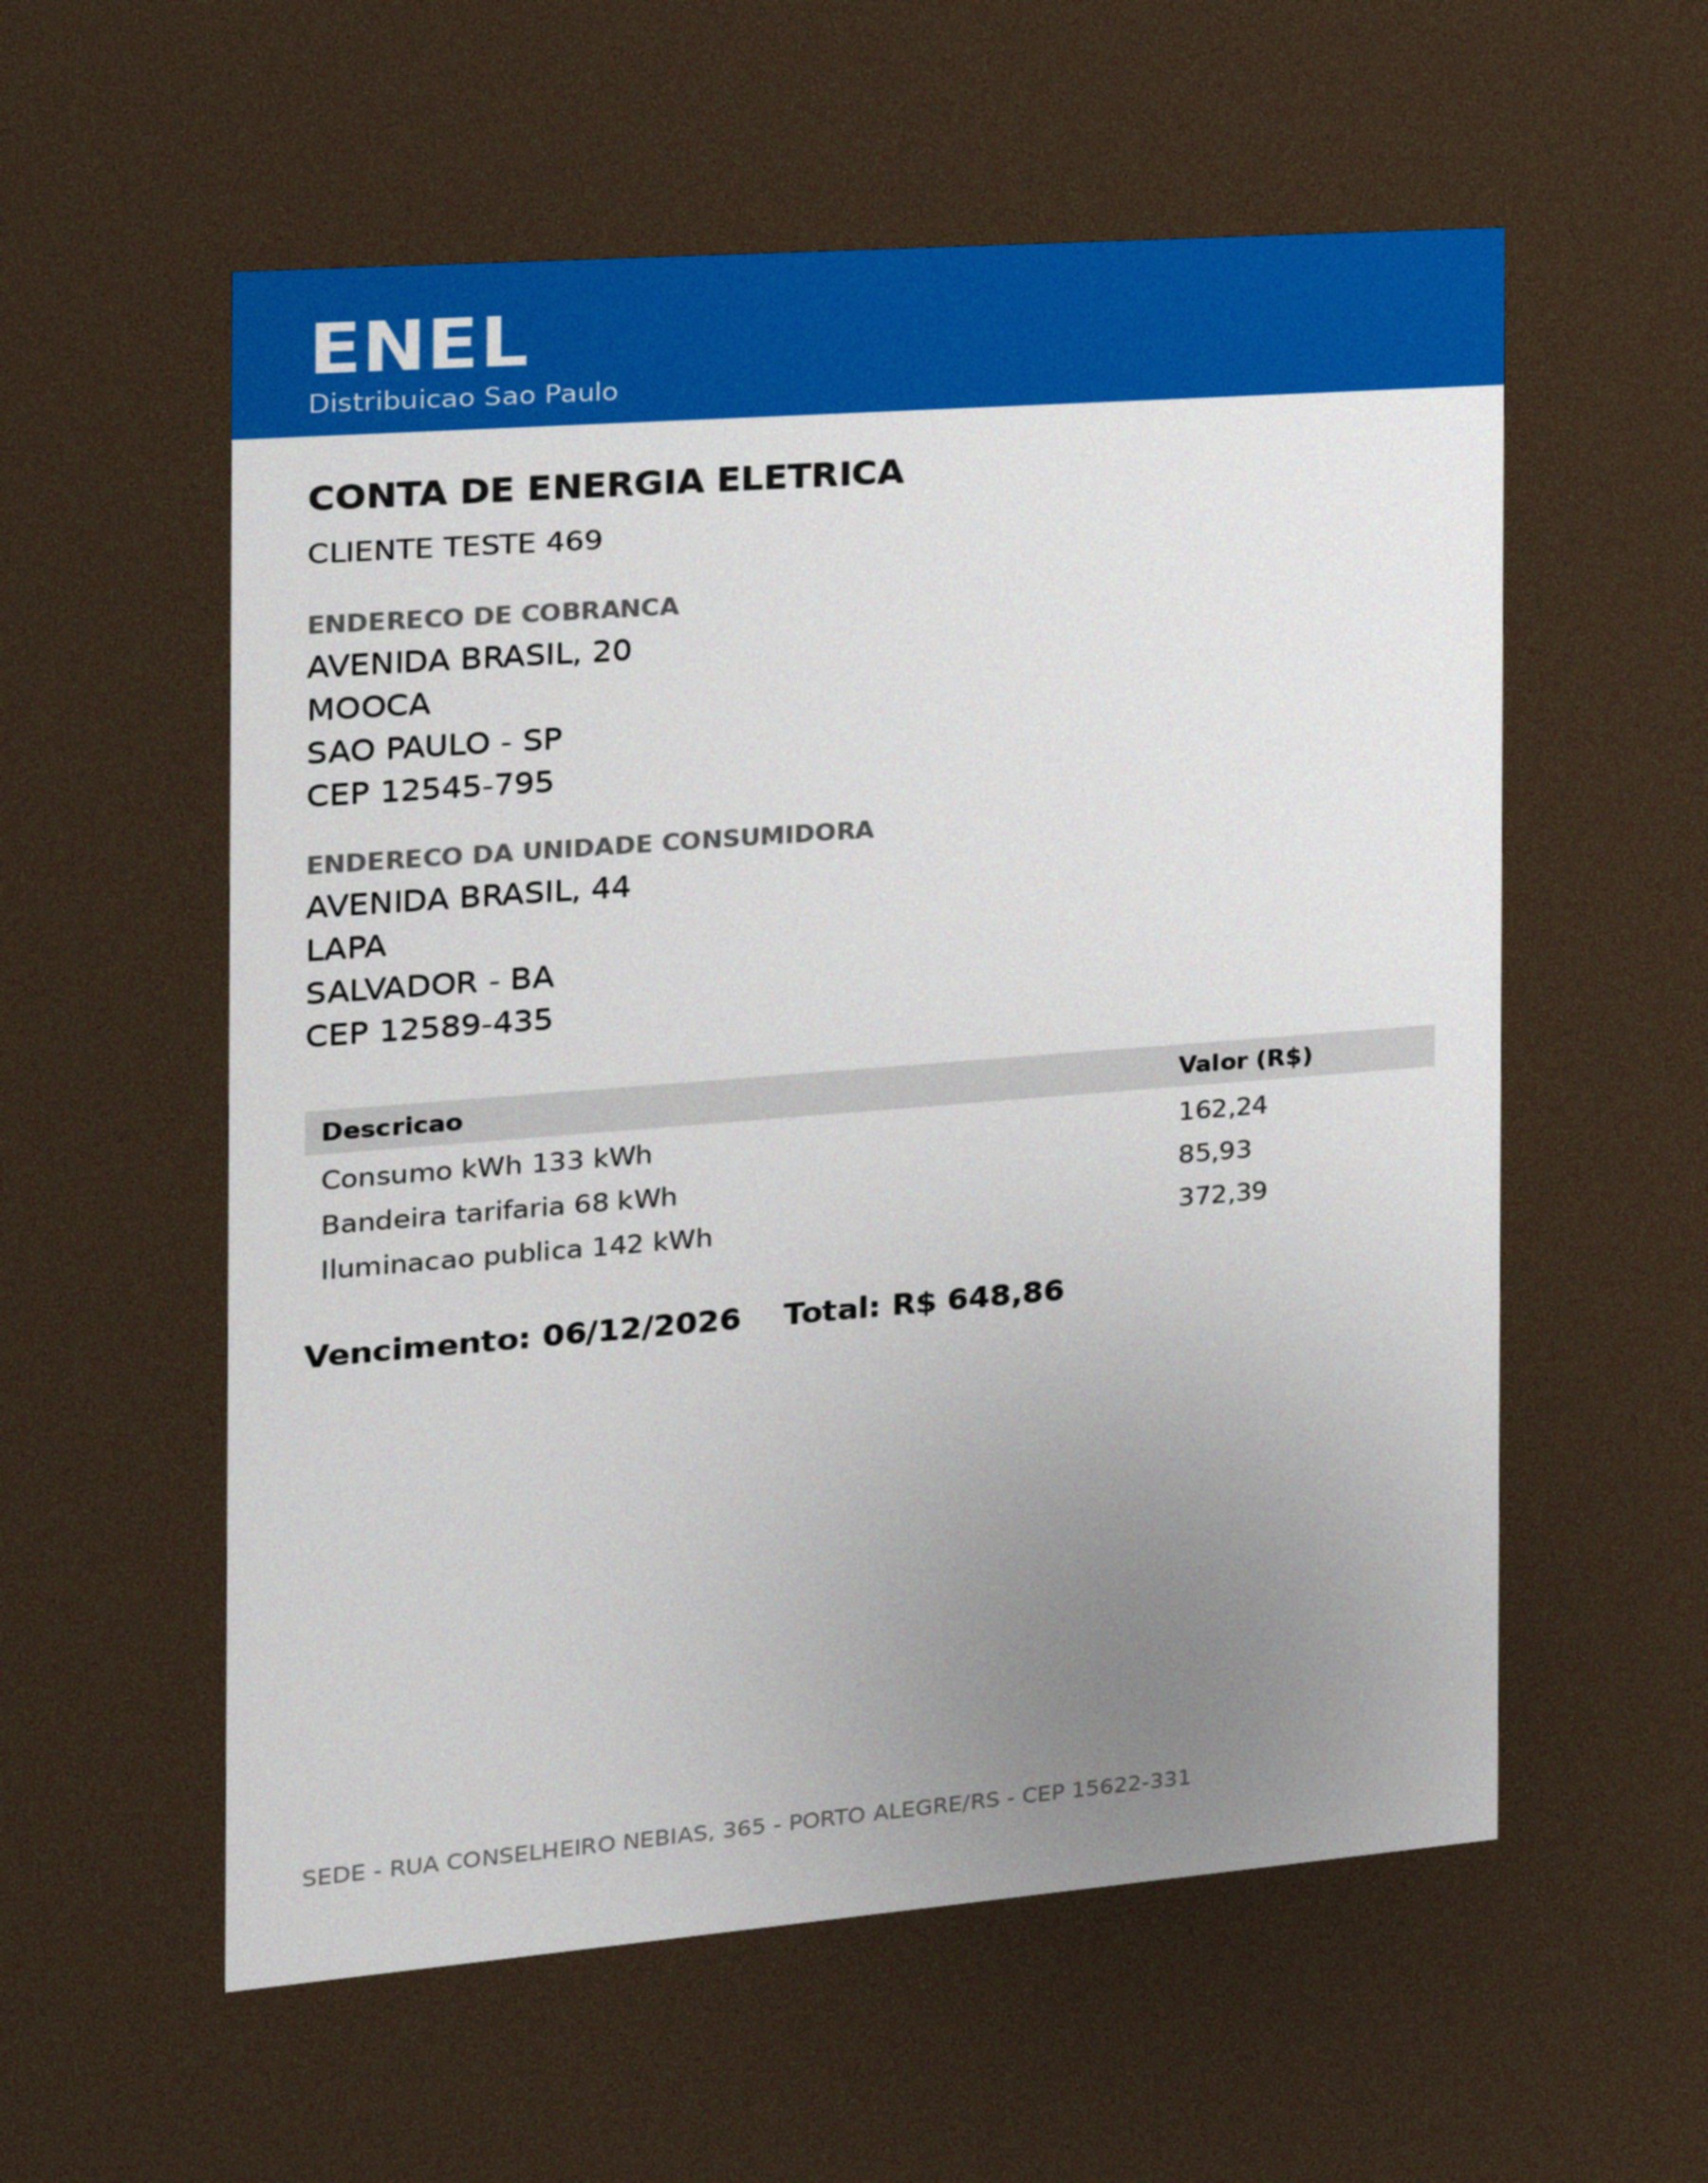 ENEL
Distribuicao Sao Paulo
CONTA DE ENERGIA ELETRICA
CLIENTE TESTE 469
ENDERECO DE COBRANCA
AVENIDA BRASIL, 20
MOOCA
SAO PAULO - SP
CEP 12545-795
ENDERECO DA UNIDADE CONSUMIDORA
AVENIDA BRASIL, 44
LAPA
SALVADOR - BA
CEP 12589-435
Descricao Valor (R$)
Consumo kWh 133 kWh 162,24
Bandeira tarifaria 68 kWh 85,93
Iluminacao publica 142 kWh 372,39
Vencimento: 06/12/2026 Total: R$ 648,86
SEDE - RUA CONSELHEIRO NEBIAS, 365 - PORTO ALEGRE/RS - CEP 15622-331